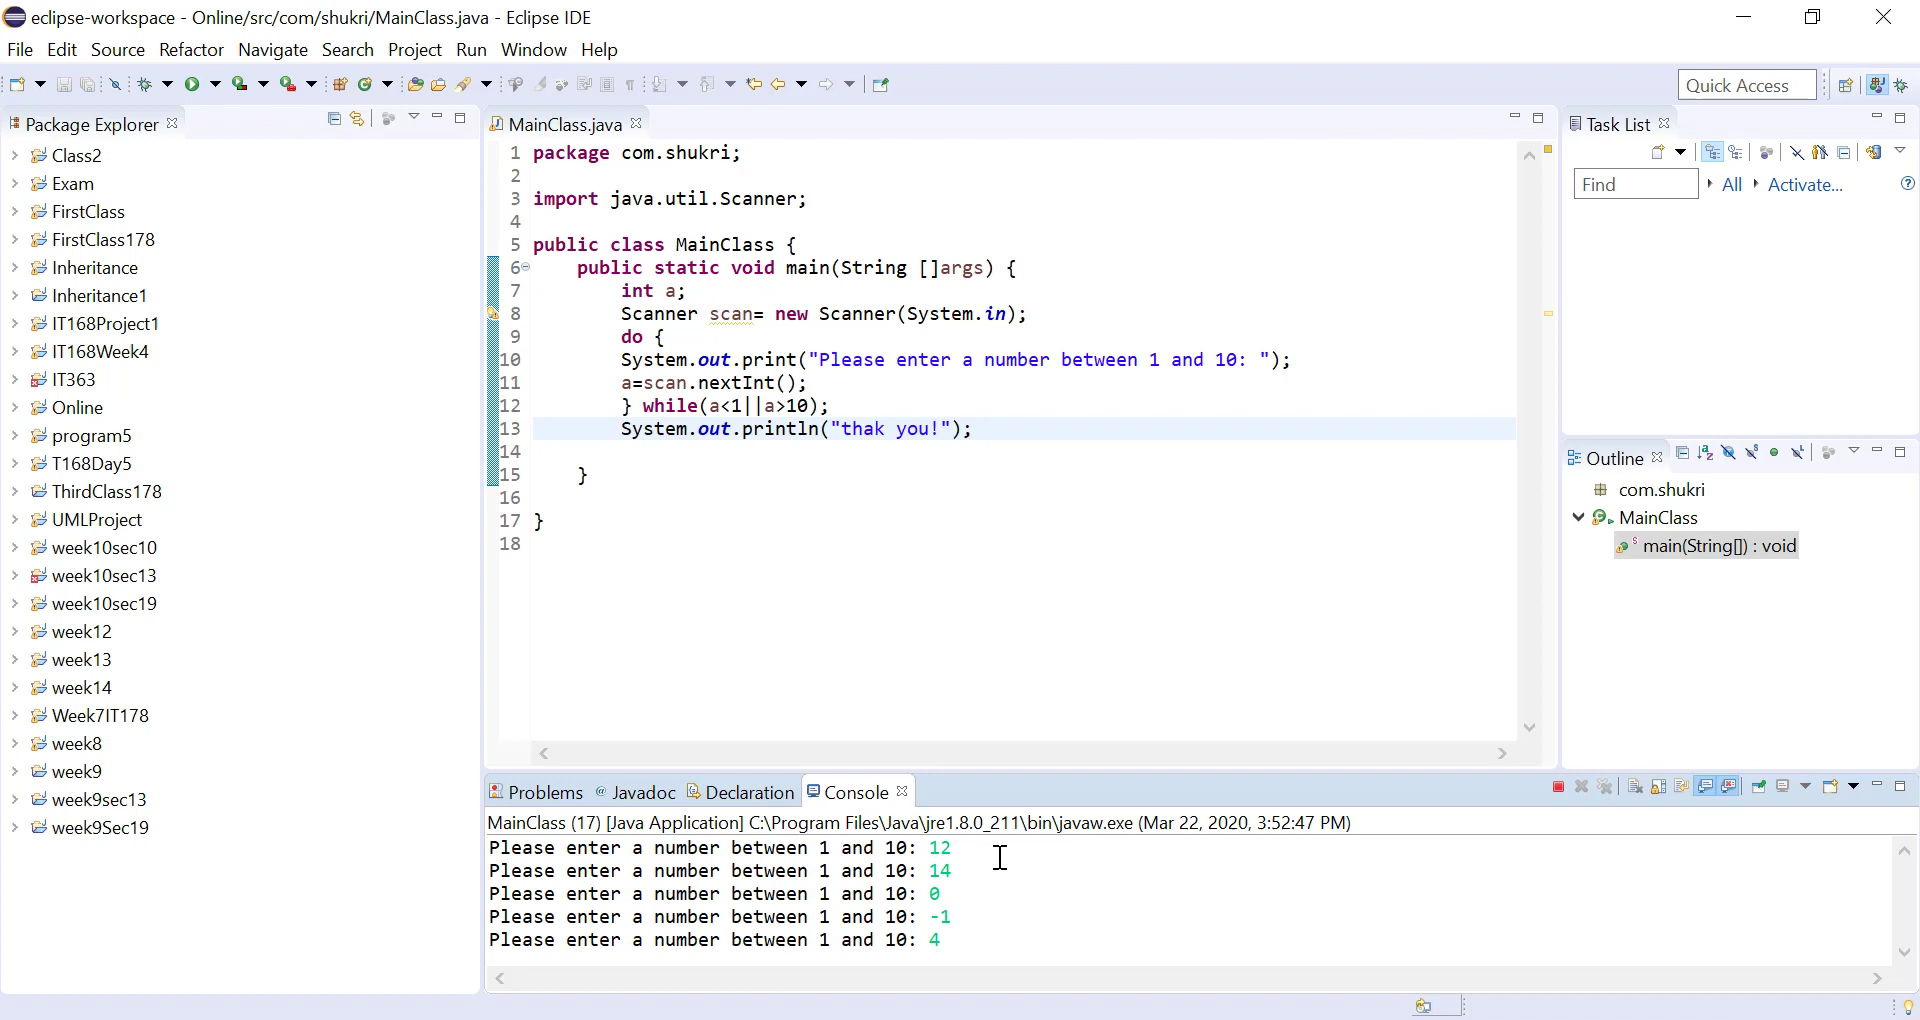 eclipse-workspace - Online/src/com/shukri/MainClass.java - Eclipse IDE
File Edit Source Refactor Navigate Search Project Run Window Help
Quick Access
Package Explorer
Class2
Exam
FirstClass
FirstClass178
Inheritance
Inheritance1
IT168Project1
IT168Week4
IT363
Online
program5
T168Day5
ThirdClass178
UMLProject
week10sec10
week10sec13
week10sec19
week12
week13
week14
Week7IT178
week8
week9
week9sec13
week9Sec19
MainClass.java
1 package com.shukri;
2
3 import java.util.Scanner;
4
5 public class MainClass {
6 public static void main(String []args) {
7 int a;
8 Scanner scan= new Scanner(System.in);
9 do {
10 System.out.print("Please enter a number between 1 and 10: ");
11 a=scan.nextInt();
12 } while(a<1||a>10);
13 System.out.println("thak you!");
14
15 }
16
17 }
18
Task List
Find All Activate...
Outline
com.shukri
MainClass
main(String[]) : void
Problems @ Javadoc Declaration Console
MainClass (17) [Java Application] C:\Program Files\Java\jre1.8.0_211\bin\javaw.exe (Mar 22, 2020, 3:52:47 PM)
Please enter a number between 1 and 10: 12
Please enter a number between 1 and 10: 14
Please enter a number between 1 and 10: 0
Please enter a number between 1 and 10: -1
Please enter a number between 1 and 10: 4